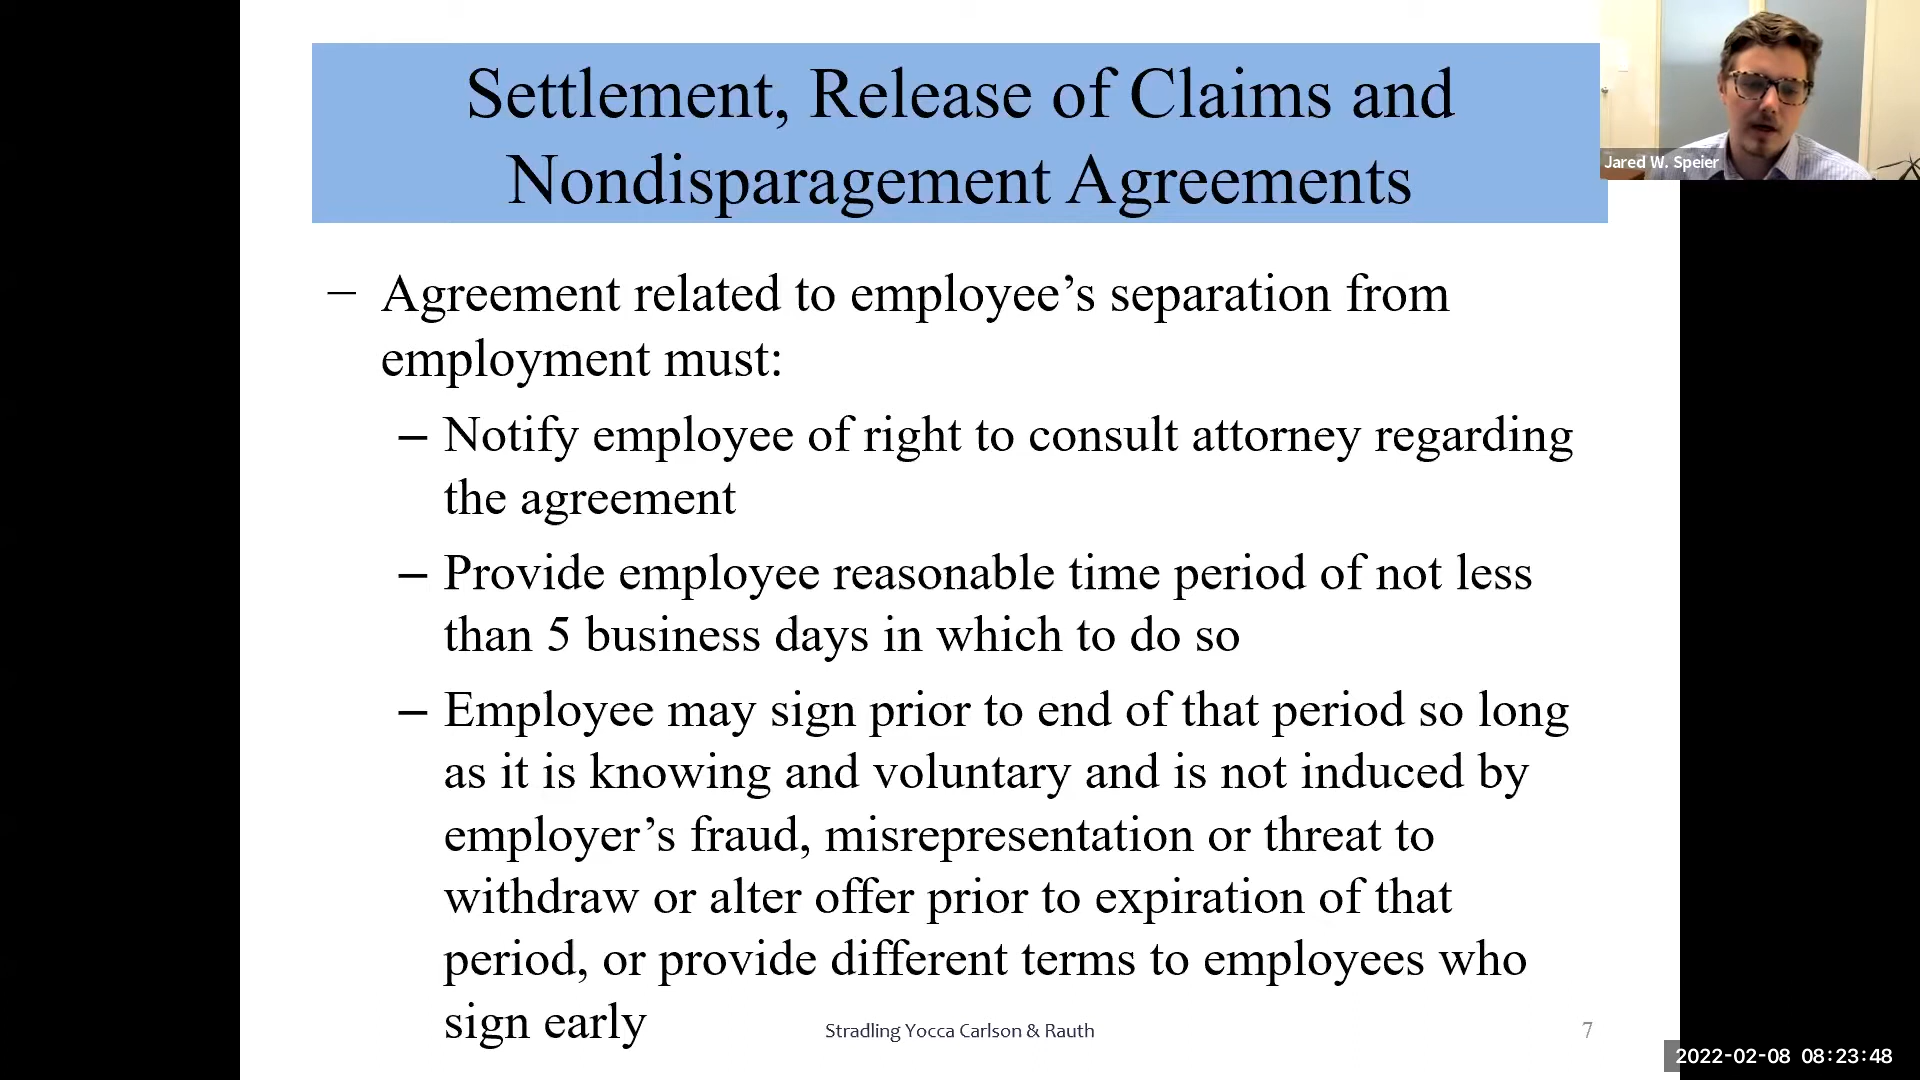 Settlement, Release of Claims and
Nondisparagement Agreements
Jared W. Speier
– Agreement related to employee’s separation from
employment must:
– Notify employee of right to consult attorney regarding
the agreement
– Provide employee reasonable time period of not less
than 5 business days in which to do so
– Employee may sign prior to end of that period so long
as it is knowing and voluntary and is not induced by
employer’s fraud, misrepresentation or threat to
withdraw or alter offer prior to expiration of that
period, or provide different terms to employees who
sign early
Stradling Yocca Carlson & Rauth
7
2022-02-08 08:23:48